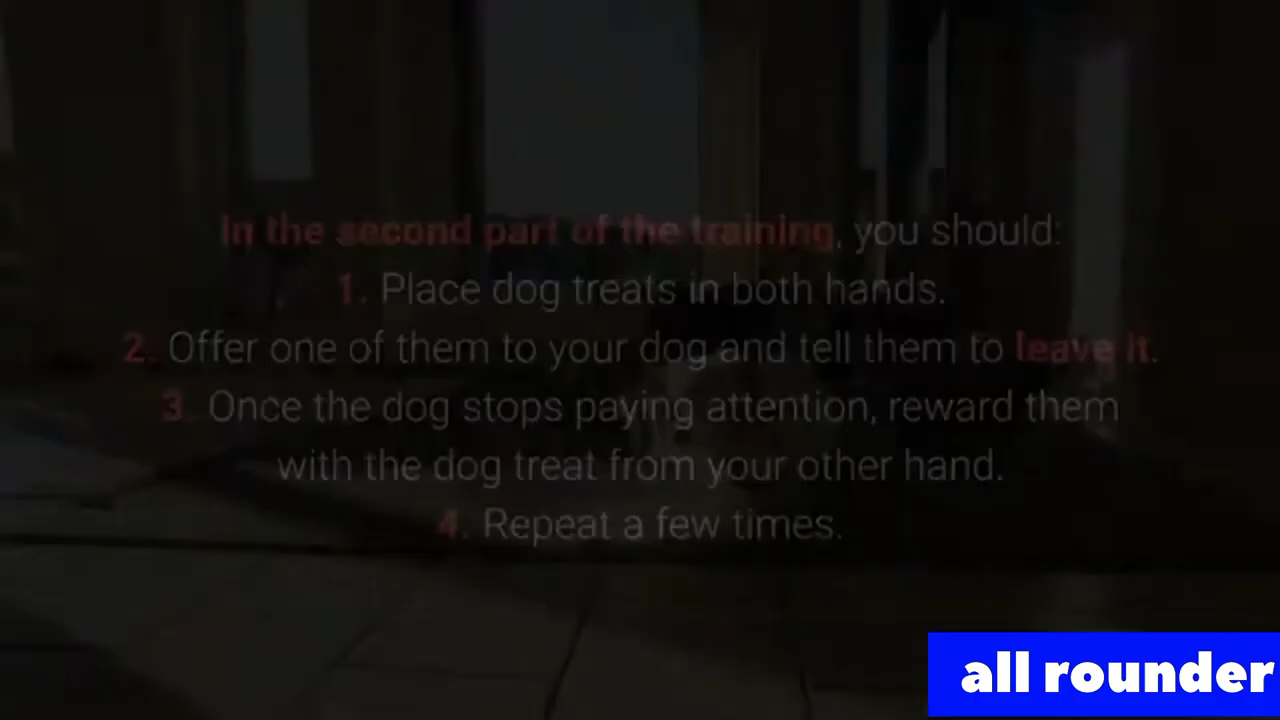 In the second part of the training, you should:
1. Place dog treats in both hands.
2. Offer one of them to your dog and tell them to leave it.
3. Once the dog stops paying attention, reward them
with the dog treat from your other hand.
4. Repeat a few times.
all rounder